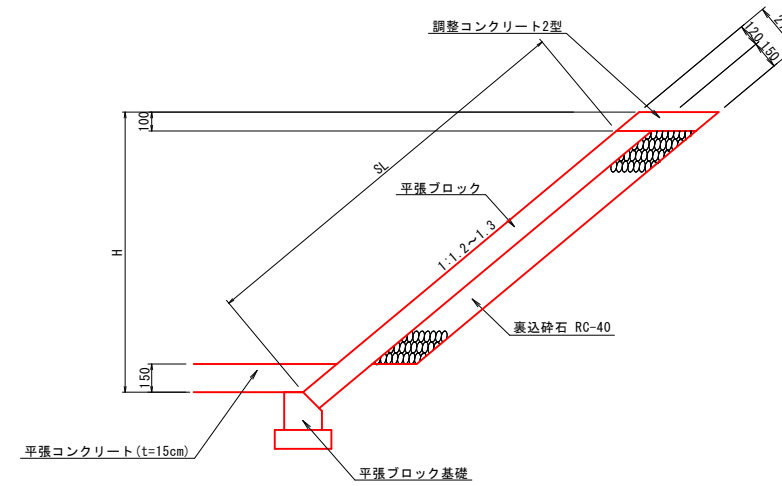 調整コンクリート2型
120
150
100
SL
平張ブロック
1:1.2～1.3
H
裏込砕石 RC-40
150
平張コンクリート(t=15cm)
平張ブロック基礎